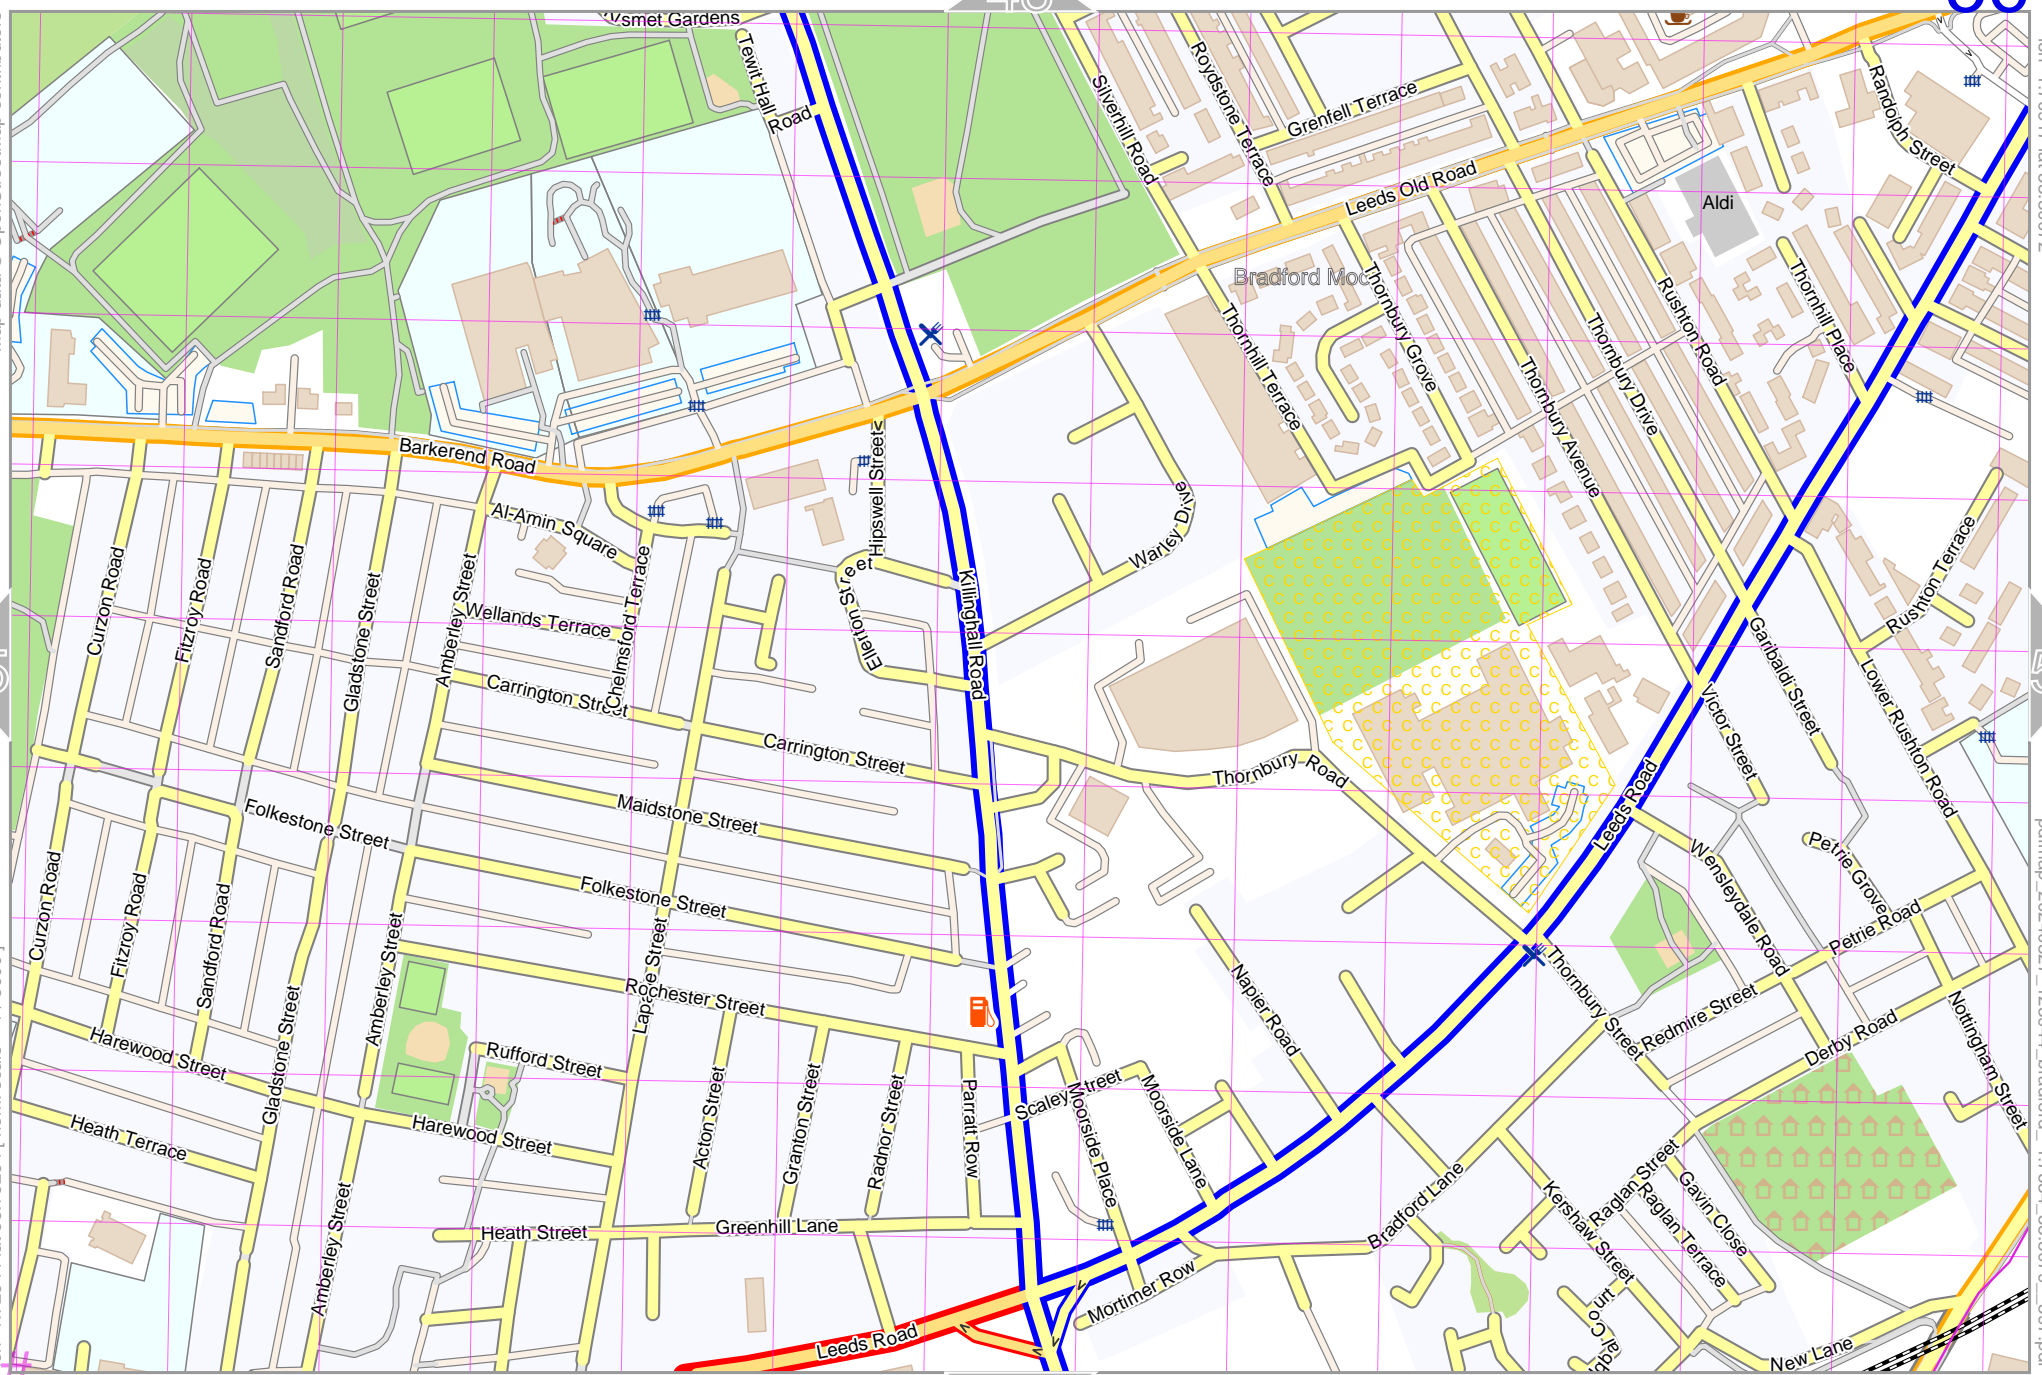 Tewit Hall Road
Silverhill Road
Roydstone Terrace
Grenfell Terrace
Leeds Old Road
Randolph Street
Aldi
Thornbury Grove
Thornhill Terrace
Rushton Road
Thornhill Place
Thornbury Drive
Thornbury Avenue
Barkerend Road
Al-Amin Square
Hipswell Street
Ellerton Street
Killinghall Road
Warley Drive
Curzon Road
Fitzroy Road
Sandford Road
Gladstone Street
Amberley Street
Wellands Terrace
Chelmsford Terrace
Carrington Street
Carrington Street
Rushton Terrace
Garibaldi Street
Lower Rushton Road
Victor Street
Thornbury Road
Leeds Road
Maidstone Street
Folkestone Street
Folkestone Street
Petrie Grove
Wensleydale Road
Petrie Road
Curzon Road
Fitzroy Road
Sandford Road
Amberley Street
Lapage Street
Rochester Street
Napier Road
Thornbury Street
Redmire Street
Derby Road
Nottingham Street
Harewood Street
Gladstone Street
Rufford Street
Harewood Street
Heath Terrace
Acton Street
Granton Street
Radnor Street
Parratt Row
Scaley Street
Moorside Place
Moorside Lane
Bradford Lane
Kershaw Street
Raglan Street
Raglan Terrace
Gavin Close
Amberley Street
Heath Street
Greenhill Lane
Mortimer Row
Leeds Road
New Lane